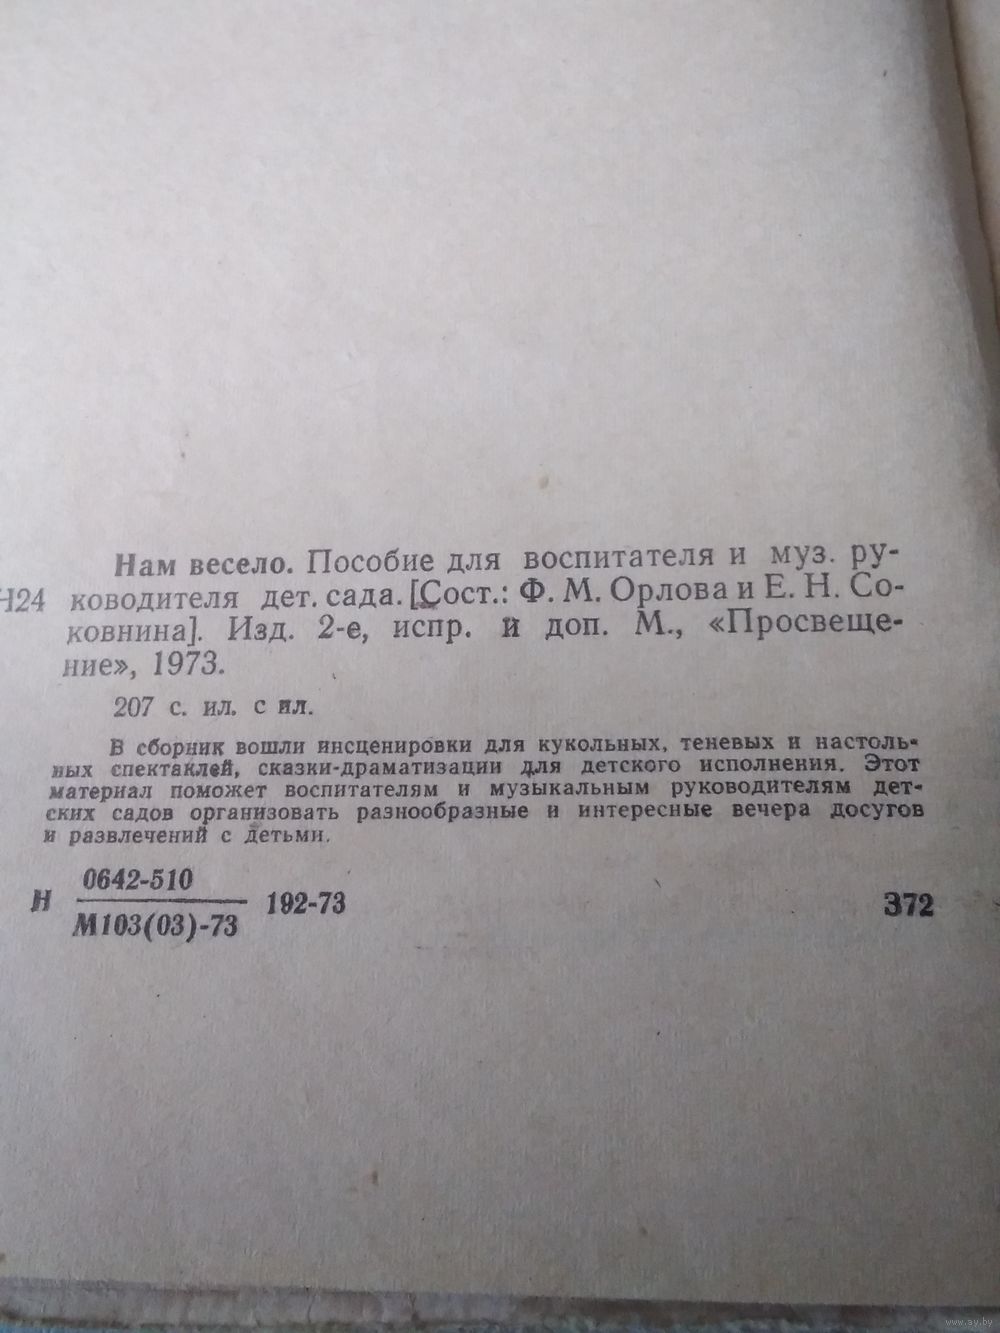 Нам весело. Пособие для воспитателя и муз. ру-
Н24 ководителя дет. сада. [Сост.: Ф. М. Орлова и Е. Н. Со-
ковнина]. Изд. 2-е, испр. и доп. М., «Просвеще-
ние», 1973.
207 с. ил. с ил.
В сборник вошли инсценировки для кукольных, теневых и настоль-
ных спектаклей, сказки-драматизации для детского исполнения. Этот
материал поможет воспитателям и музыкальным руководителям дет-
ских садов организовать разнообразные и интересные вечера досугов
и развлечений с детьми.
0642-510
Н 192-73 372
М103(03)-73
www.ay.by